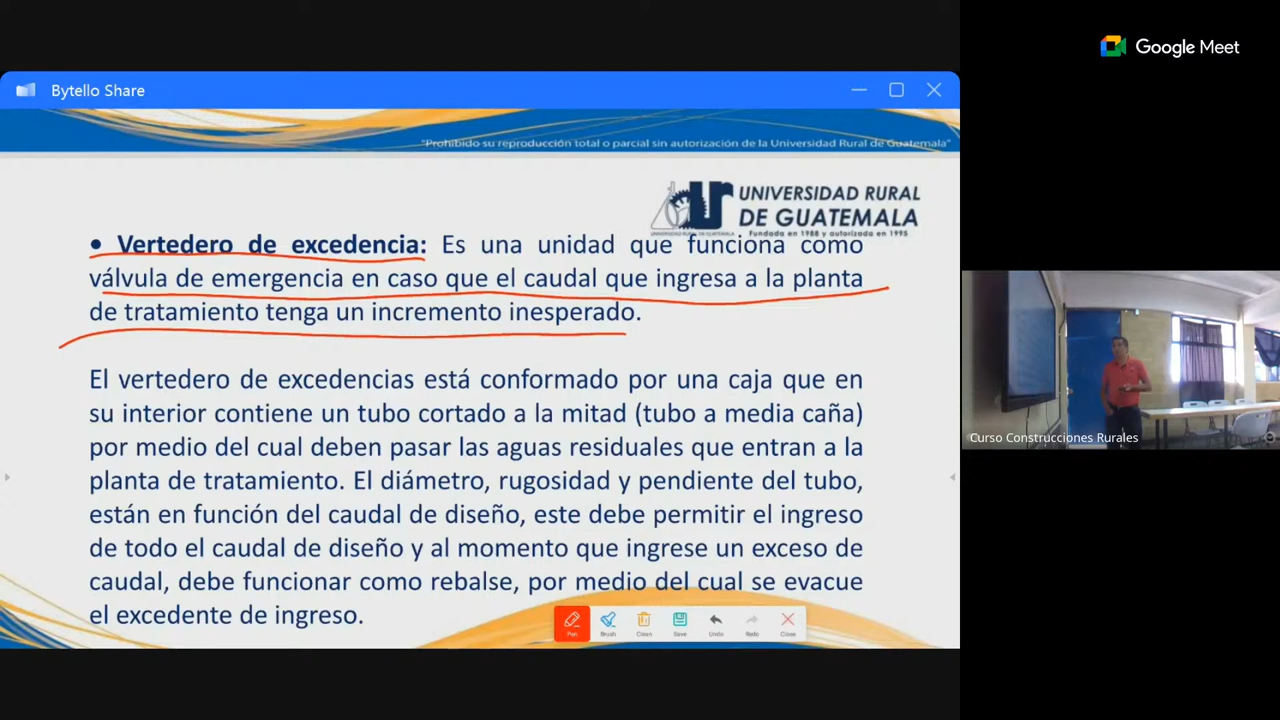 Google Meet
Bytello Share
"Prohibido su reproducción total o parcial sin autorización de la Universidad Rural de Guatemala"
UNIVERSIDAD RURAL
DE GUATEMALA
Fundada en 1988 y autorizada en 1995
• Vertedero de excedencia: Es una unidad que funciona como
válvula de emergencia en caso que el caudal que ingresa a la planta
de tratamiento tenga un incremento inesperado.
El vertedero de excedencias está conformado por una caja que en
su interior contiene un tubo cortado a la mitad (tubo a media caña)
por medio del cual deben pasar las aguas residuales que entran a la
planta de tratamiento. El diámetro, rugosidad y pendiente del tubo,
están en función del caudal de diseño, este debe permitir el ingreso
de todo el caudal de diseño y al momento que ingrese un exceso de
caudal, debe funcionar como rebalse, por medio del cual se evacue
el excedente de ingreso.
Pen Brush Clean Save Undo Redo Close
Curso Construcciones Rurales